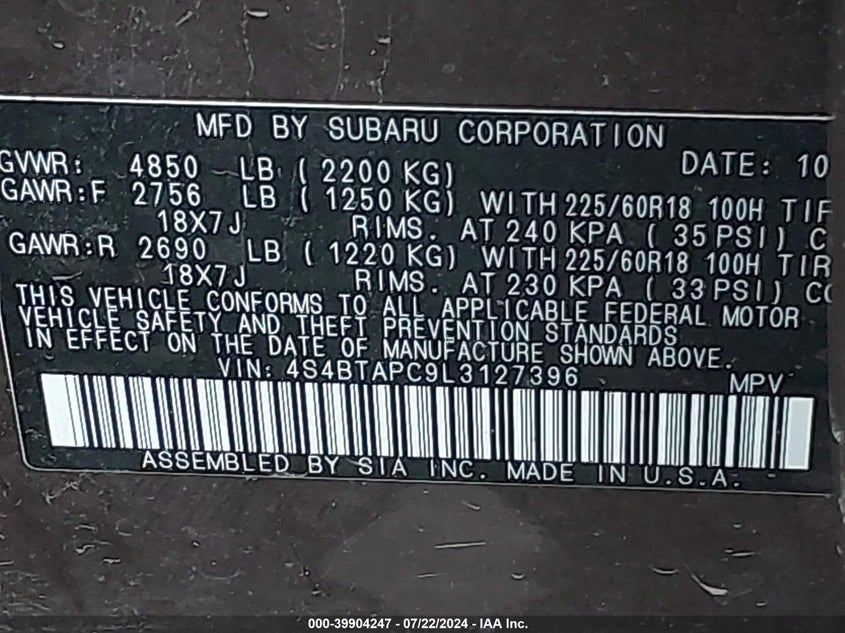 MFD BY SUBARU CORPORATION
GVWR: 4850 LB ( 2200 KG) DATE: 10
GAWR:F 2756 LB ( 1250 KG) WITH 225/60R18 100H TIR
18X7J RIMS. AT 240 KPA ( 35 PSI) C
GAWR:R 2690 LB ( 1220 KG) WITH 225/60R18 100H TIR
18X7J RIMS. AT 230 KPA ( 33 PSI) CO
THIS VEHICLE CONFORMS TO ALL APPLICABLE FEDERAL MOTOR
VEHICLE SAFETY AND THEFT PREVENTION STANDARDS
IN EFFECT ON THE DATE OF MANUFACTURE SHOWN ABOVE.
VIN: 4S4BTAPC9L3127396 MPV
ASSEMBLED BY SIA INC. MADE IN U.S.A.
000-39904247 - 07/22/2024 - IAA Inc.